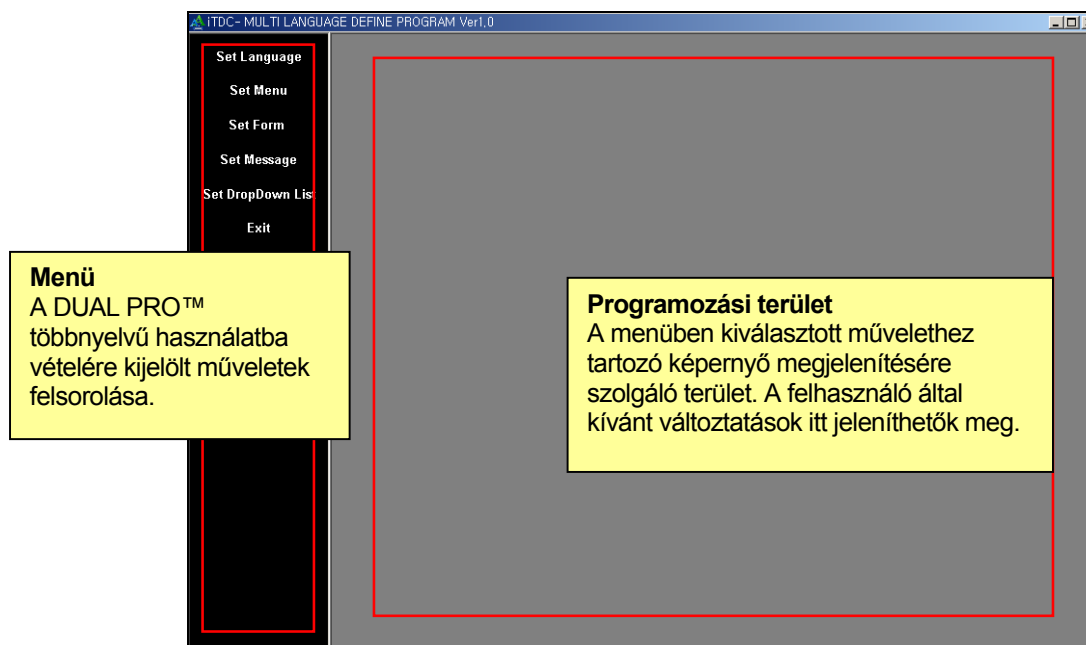 iTDC- MULTI LANGUAGE DEFINE PROGRAM Ver1,0
Set Language
Set Menu
Set Form
Set Message
Set DropDown Lis
Exit
Menü
A DUAL PRO™
többnyelvű használatba
vételére kijelölt műveletek
felsorolása.
Programozási terület
A menüben kiválasztott művelethez
tartozó képernyő megjelenítésére
szolgáló terület. A felhasználó által
kívánt változtatások itt jeleníthetők meg.